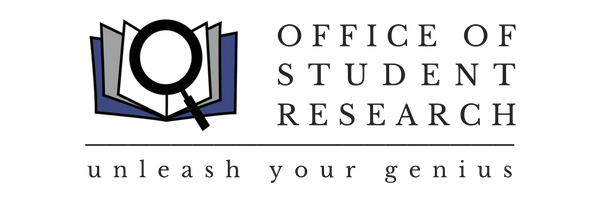 OFFICE OF
STUDENT
RESEARCH
unleash your genius